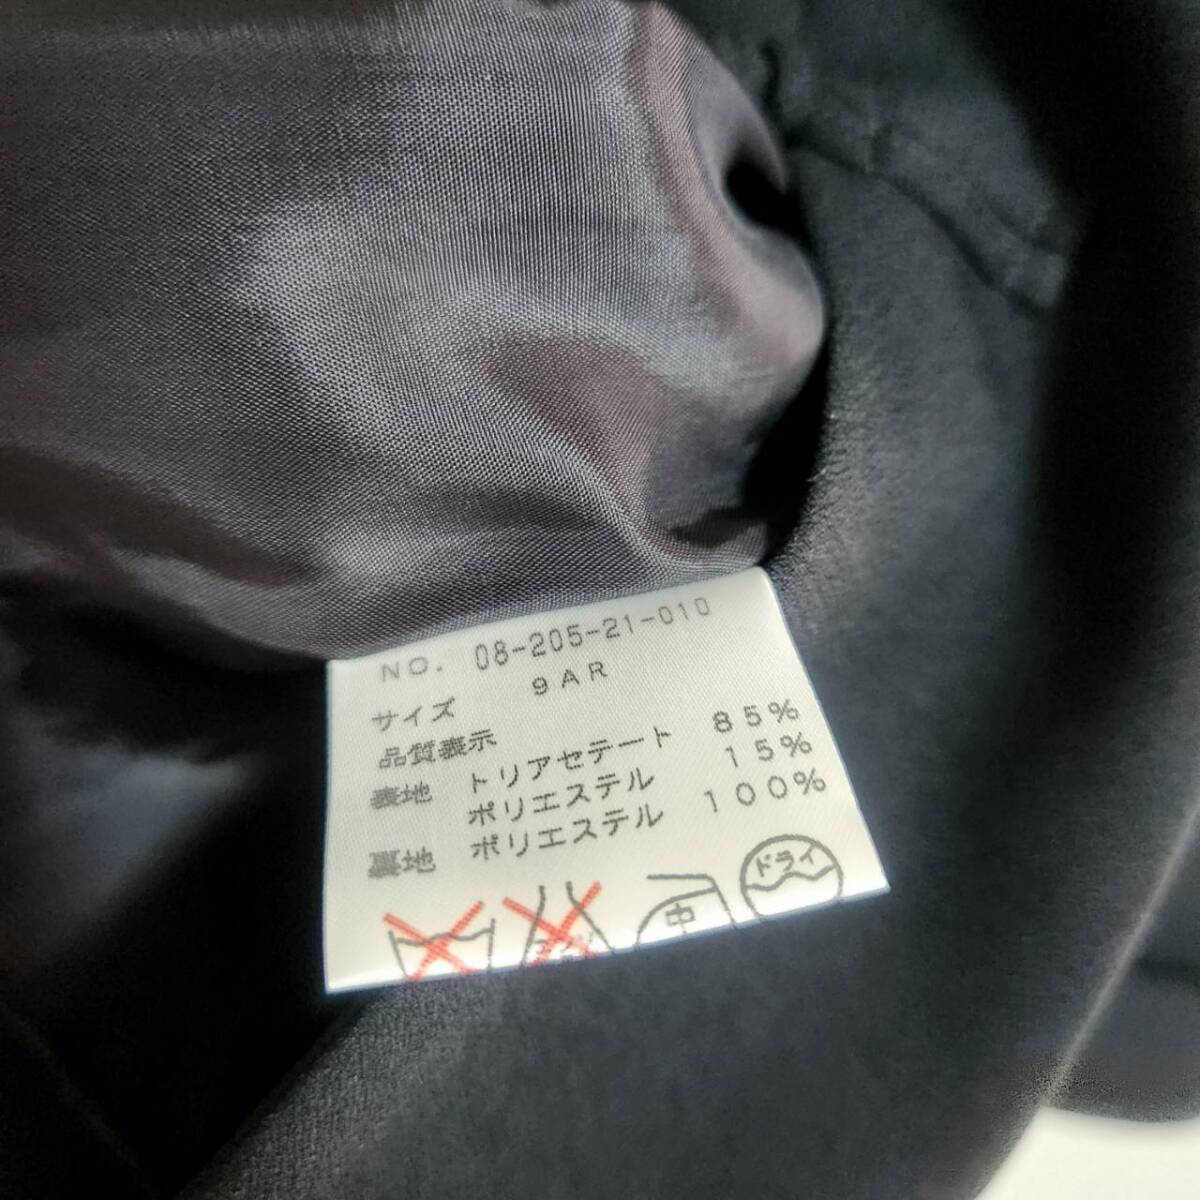 NO. 08-205-21-010
サイズ 9AR
品質表示
表地 トリアセテート 85%
ポリエステル 15%
裏地 ポリエステル 100%
中 ドライ